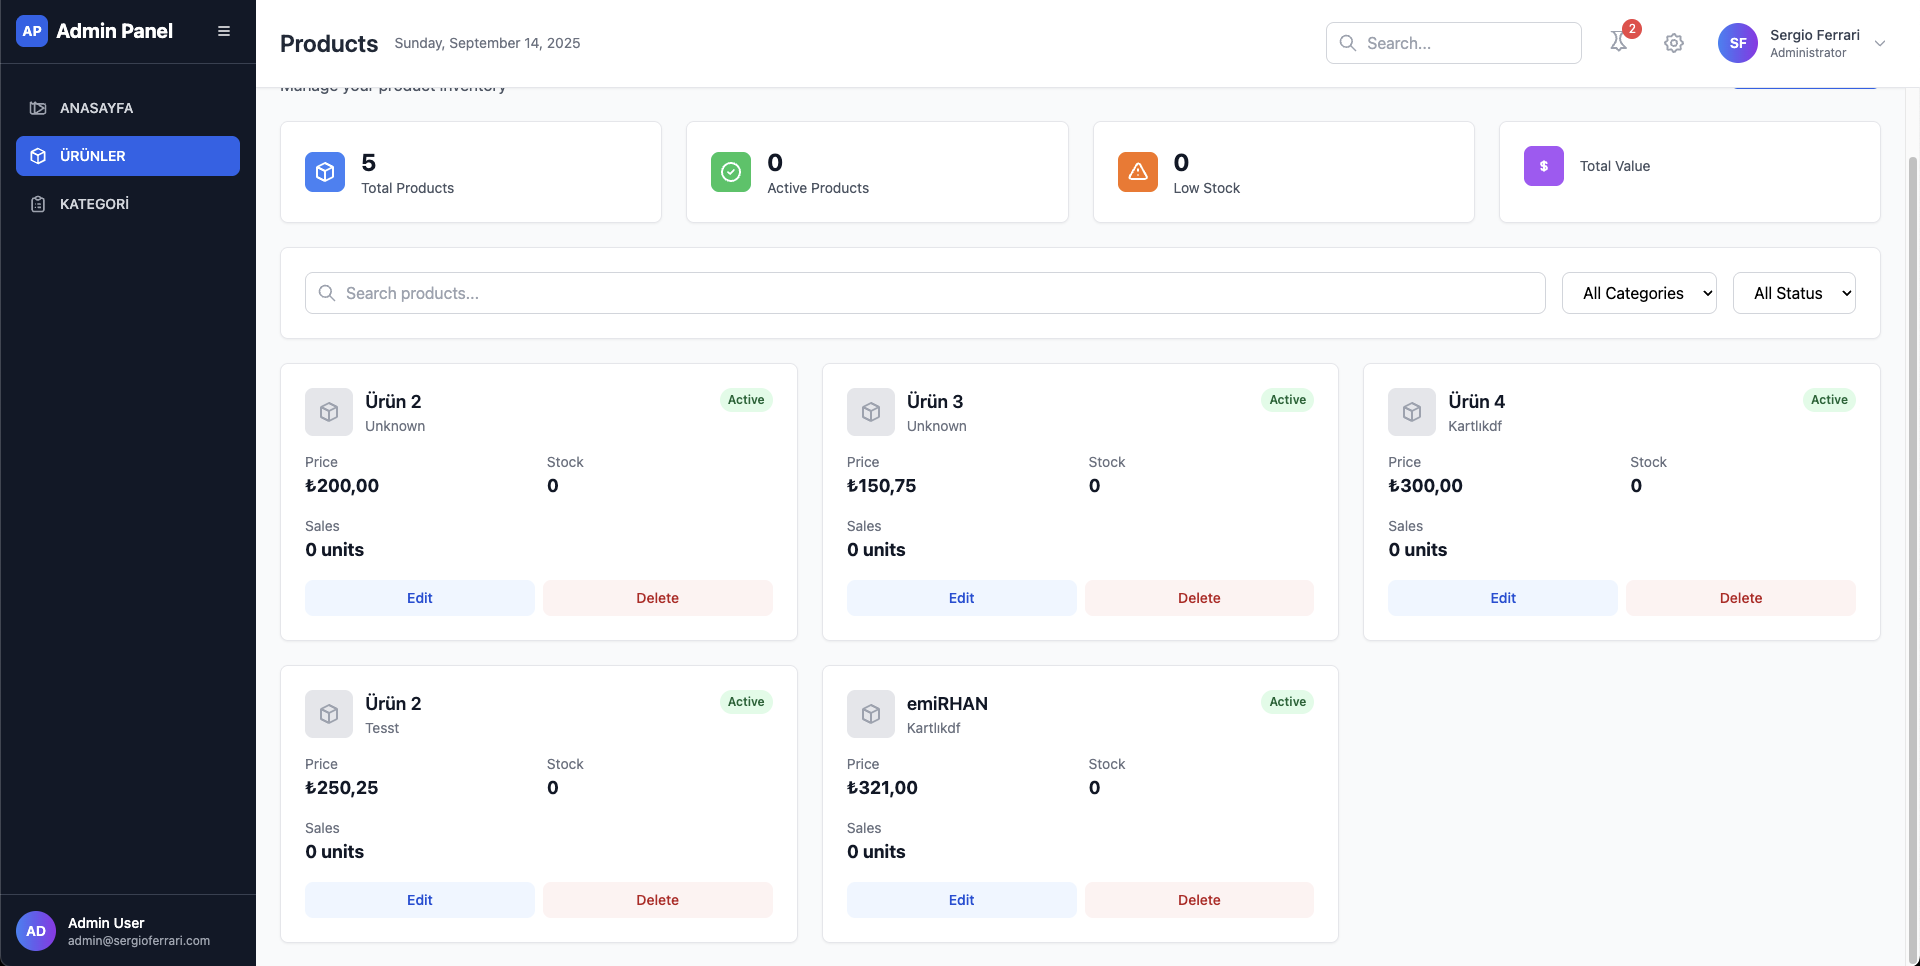 AP Admin Panel
ANASAYFA
ÜRÜNLER
KATEGORİ
AD
Admin User
admin@sergioferrari.com
Products Sunday, September 14, 2025
Search...
2
SF
Sergio Ferrari
Administrator
Manage your product inventory
5
Total Products
0
Active Products
0
Low Stock
$
Total Value
Search products...
All Categories
All Status
Ürün 2
Active
Unknown
Price Stock
₺200,00 0
Sales
0 units
Edit Delete
Ürün 3
Active
Unknown
Price Stock
₺150,75 0
Sales
0 units
Edit Delete
Ürün 4
Active
Kartlıkdf
Price Stock
₺300,00 0
Sales
0 units
Edit Delete
Ürün 2
Active
Tesst
Price Stock
₺250,25 0
Sales
0 units
Edit Delete
emiRHAN
Active
Kartlıkdf
Price Stock
₺321,00 0
Sales
0 units
Edit Delete